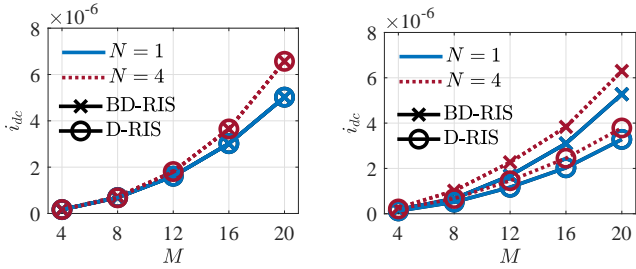 ×10⁻⁶
8
6
4
2
0
i_dc
N = 1
N = 4
BD-RIS
D-RIS
4 8 12 16 20
M
×10⁻⁶
8
6
4
2
0
i_dc
N = 1
N = 4
BD-RIS
D-RIS
4 8 12 16 20
M